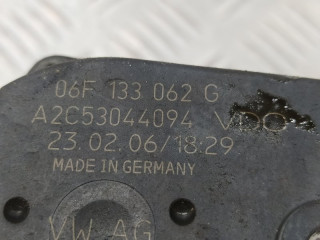 06F 133 062 G
A2C53044094 VDO
23.02.06/18:29
MADE IN GERMANY
VW AG